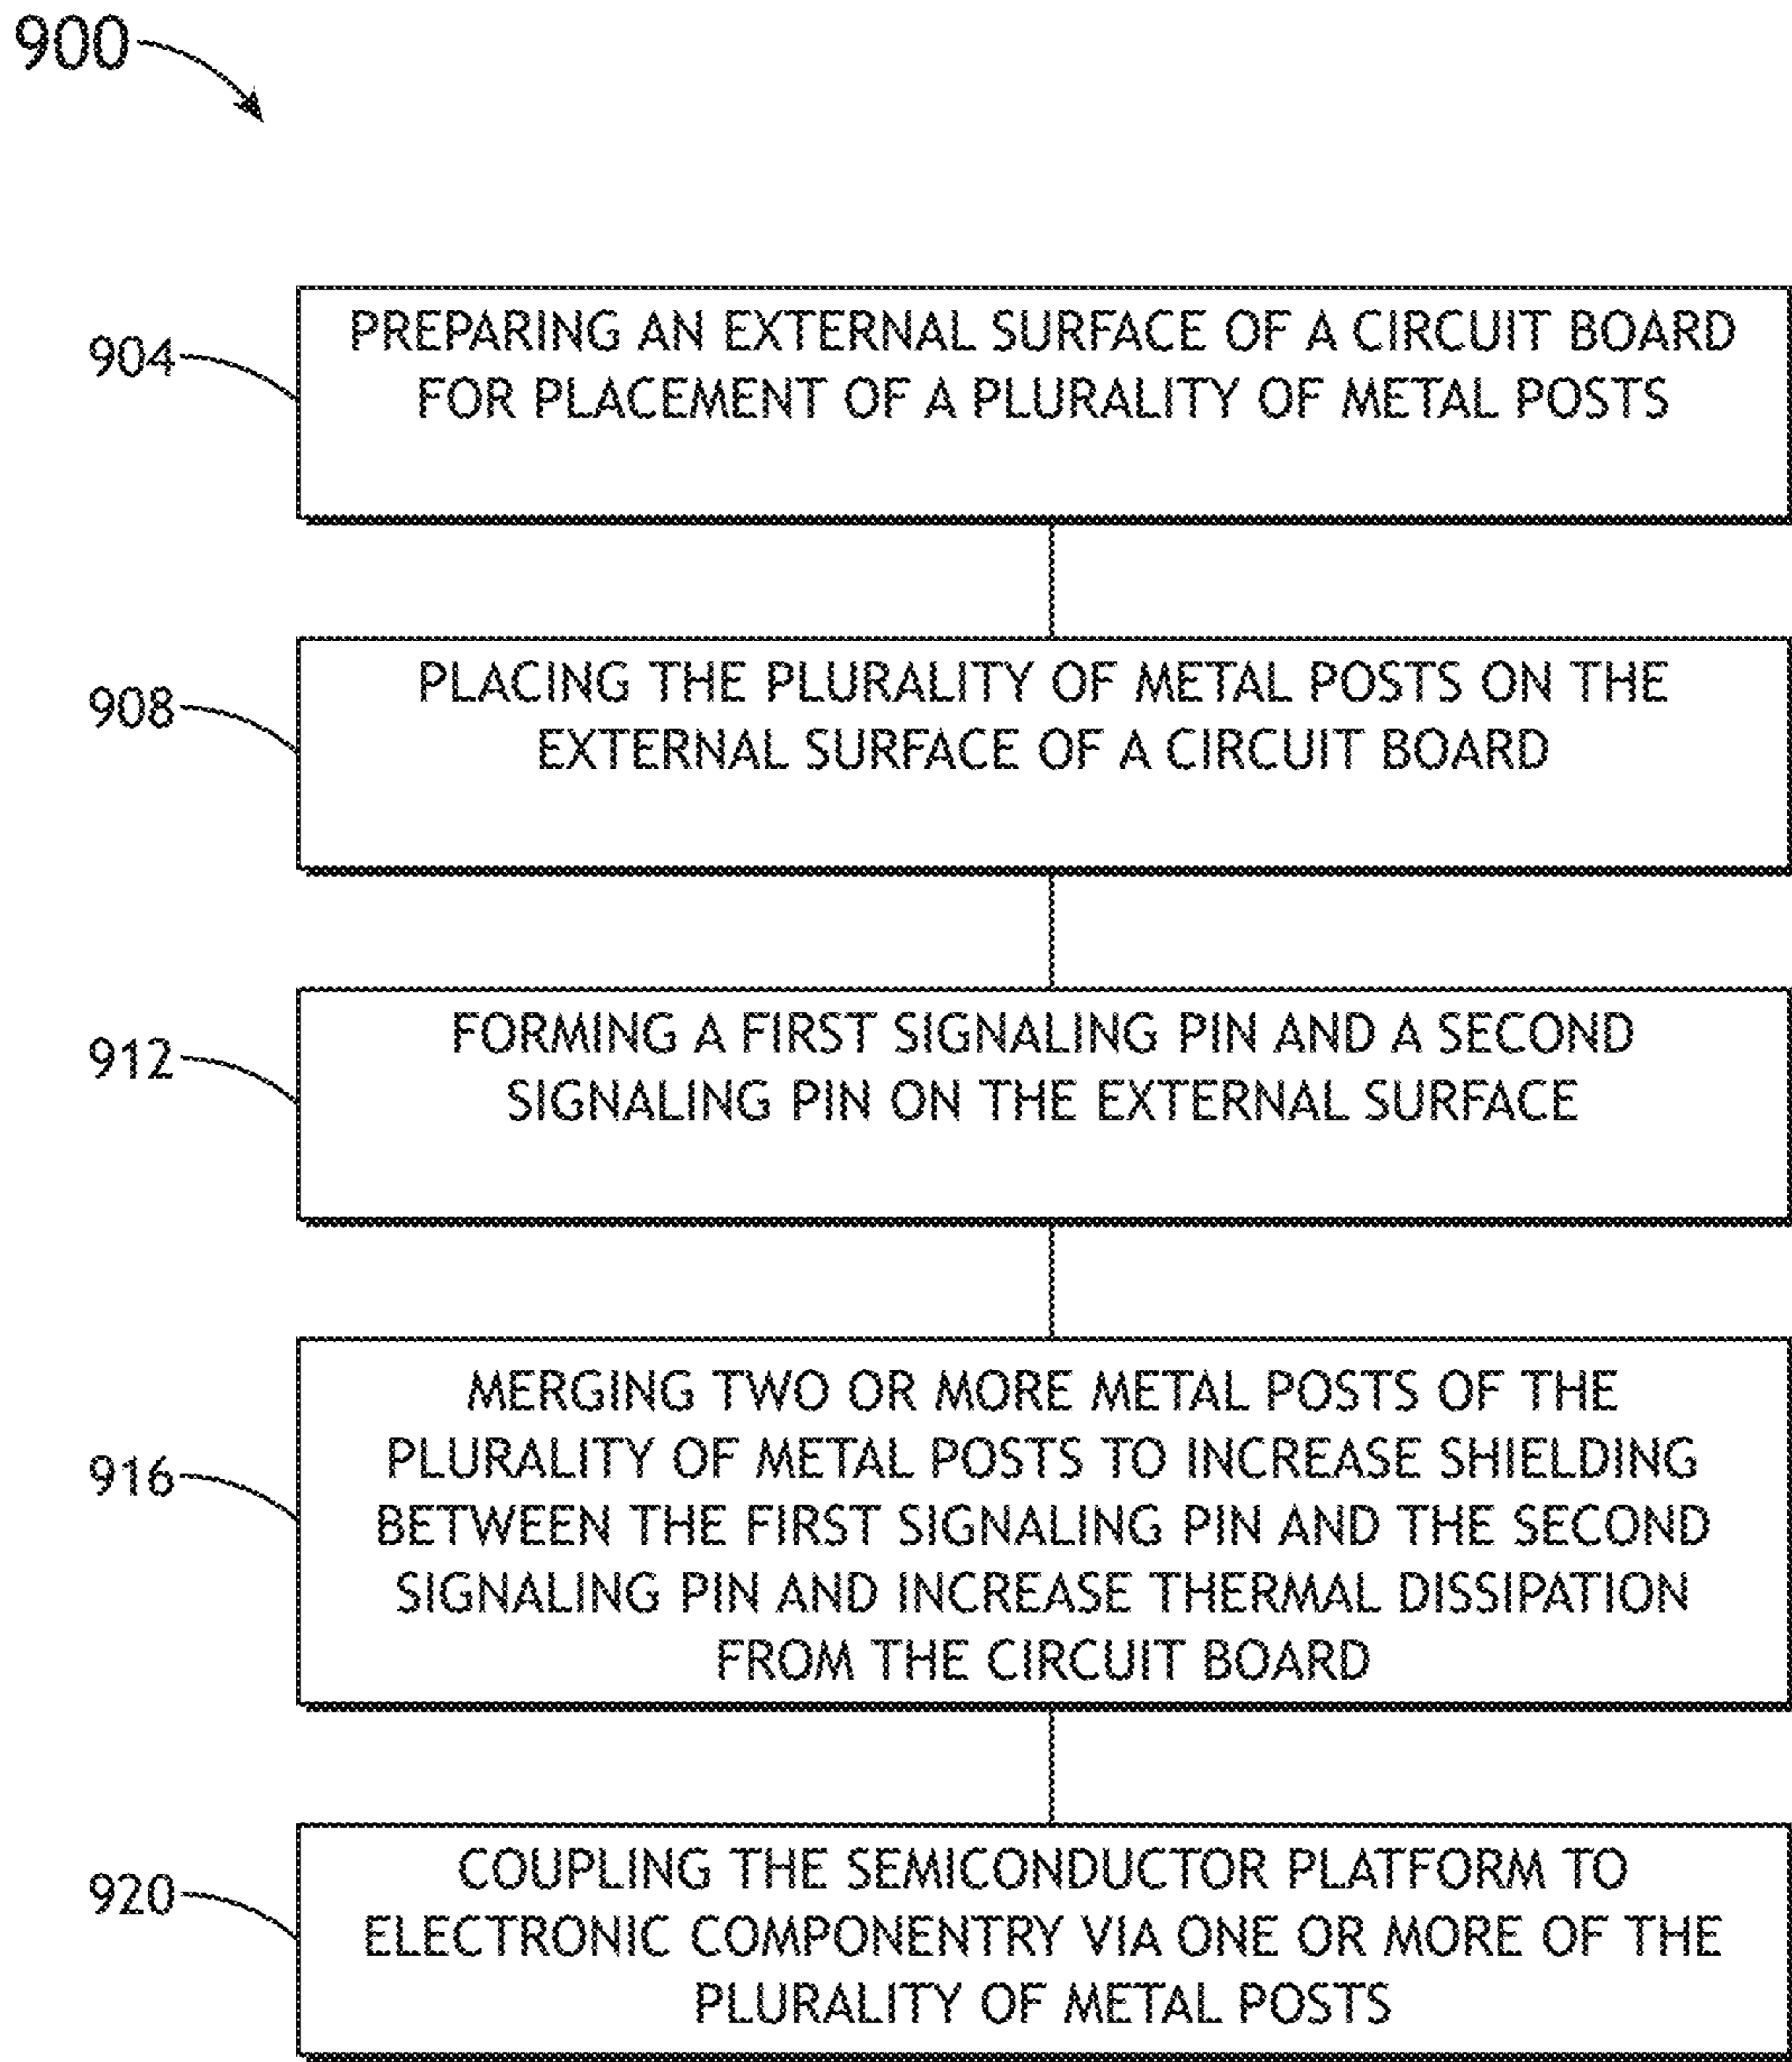 900
904
PREPARING AN EXTERNAL SURFACE OF A CIRCUIT BOARD
FOR PLACEMENT OF A PLURALITY OF METAL POSTS
908
PLACING THE PLURALITY OF METAL POSTS ON THE
EXTERNAL SURFACE OF A CIRCUIT BOARD
912
FORMING A FIRST SIGNALING PIN AND A SECOND
SIGNALING PIN ON THE EXTERNAL SURFACE
916
MERGING TWO OR MORE METAL POSTS OF THE
PLURALITY OF METAL POSTS TO INCREASE SHIELDING
BETWEEN THE FIRST SIGNALING PIN AND THE SECOND
SIGNALING PIN AND INCREASE THERMAL DISSIPATION
FROM THE CIRCUIT BOARD
920
COUPLING THE SEMICONDUCTOR PLATFORM TO
ELECTRONIC COMPONENTRY VIA ONE OR MORE OF THE
PLURALITY OF METAL POSTS